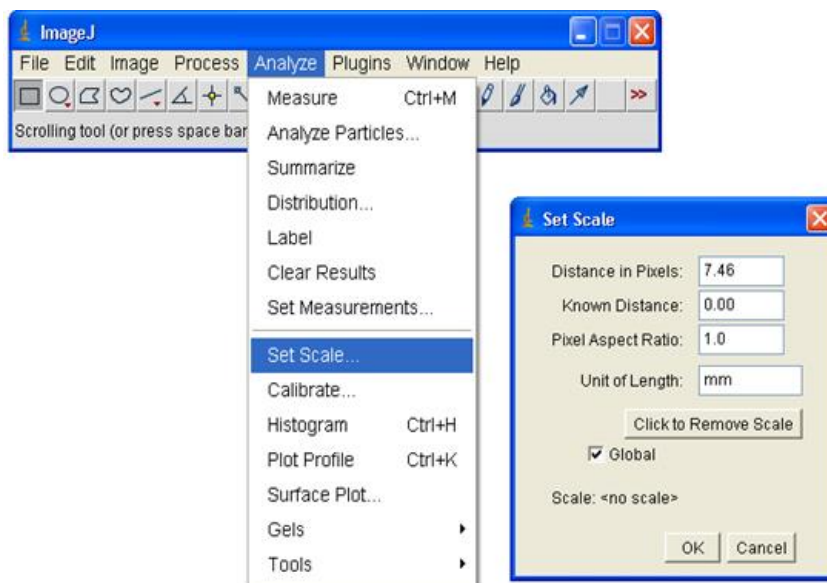 ImageJ
File Edit Image Process Analyze Plugins Window Help
>>
Scrolling tool (or press space bar
Measure Ctrl+M
Analyze Particles...
Summarize
Distribution...
Label
Clear Results
Set Measurements...
Set Scale...
Calibrate...
Histogram Ctrl+H
Plot Profile Ctrl+K
Surface Plot...
Gels
Tools
Set Scale
Distance in Pixels: 7.46
Known Distance: 0.00
Pixel Aspect Ratio: 1.0
Unit of Length: mm
Click to Remove Scale
Global
Scale: <no scale>
OK Cancel